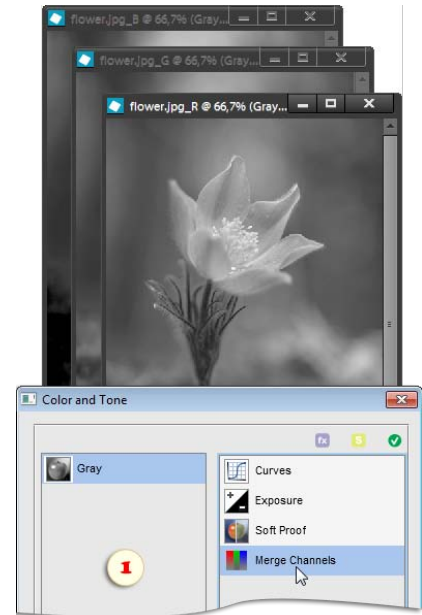 flower.jpg_B @ 66,7% (Gray...
flower.jpg_G @ 66,7% (Gray...
flower.jpg_R @ 66,7% (Gray...
Color and Tone
fx S
Gray
Curves
Exposure
Soft Proof
Merge Channels
1